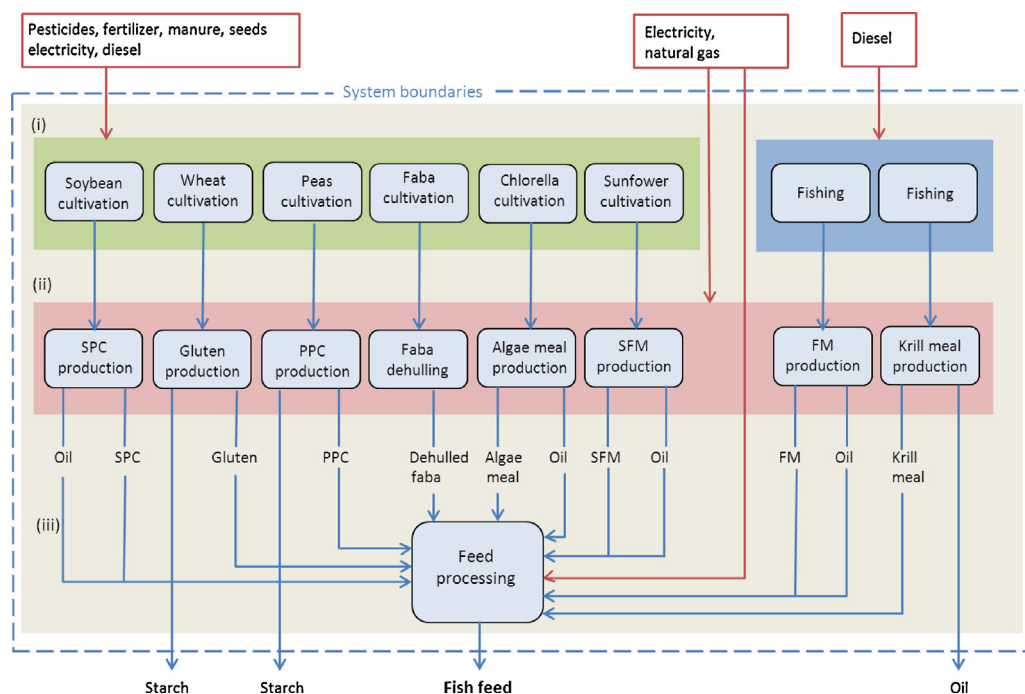 Pesticides, fertilizer, manure, seeds
electricity, diesel
Electricity,
natural gas
Diesel
System boundaries
(i)
Soybean
cultivation
Wheat
cultivation
Peas
cultivation
Faba
cultivation
Chlorella
cultivation
Sunfower
cultivation
Fishing
Fishing
(ii)
SPC
production
Gluten
production
PPC
production
Faba
dehulling
Algae meal
production
SFM
production
FM
production
Krill meal
production
Oil
SPC
Gluten
PPC
Dehulled
faba
Algae
meal
Oil
SFM
Oil
FM
Oil
Krill
meal
(iii)
Feed
processing
Starch
Starch
Fish feed
Oil